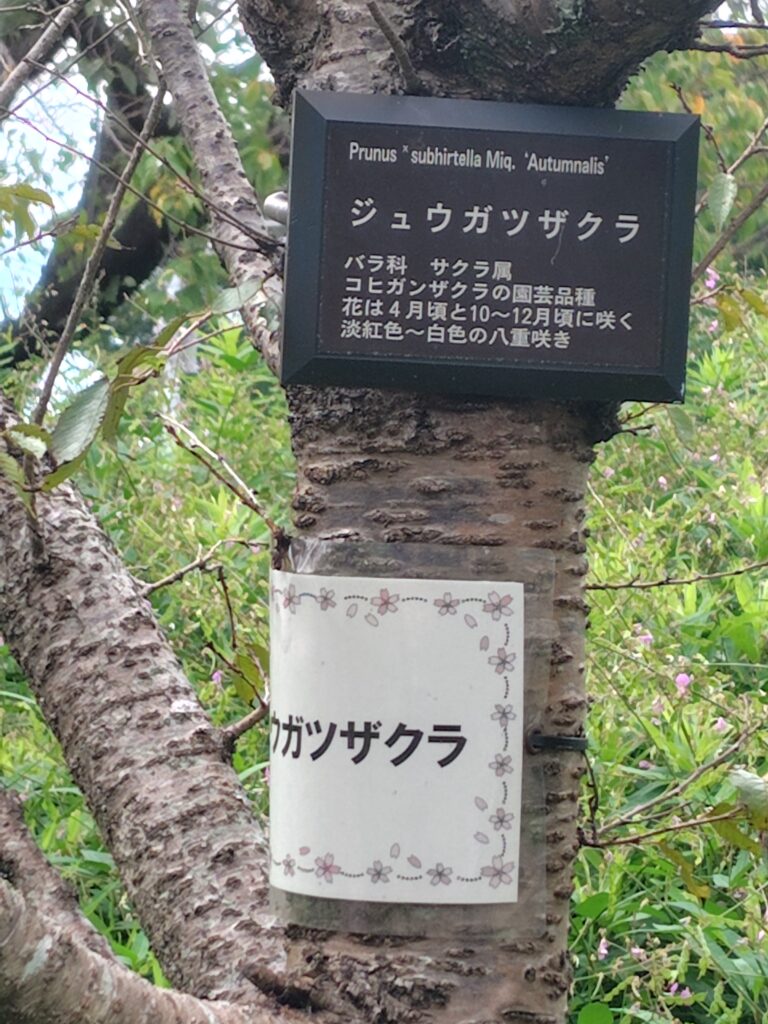 Prunus × subhirtella Miq. 'Autumnalis'
ジュウガツザクラ
バラ科　サクラ属
コヒガンザクラの園芸品種
花は4月頃と10～12月頃に咲く
淡紅色～白色の八重咲き
ウガツザクラ